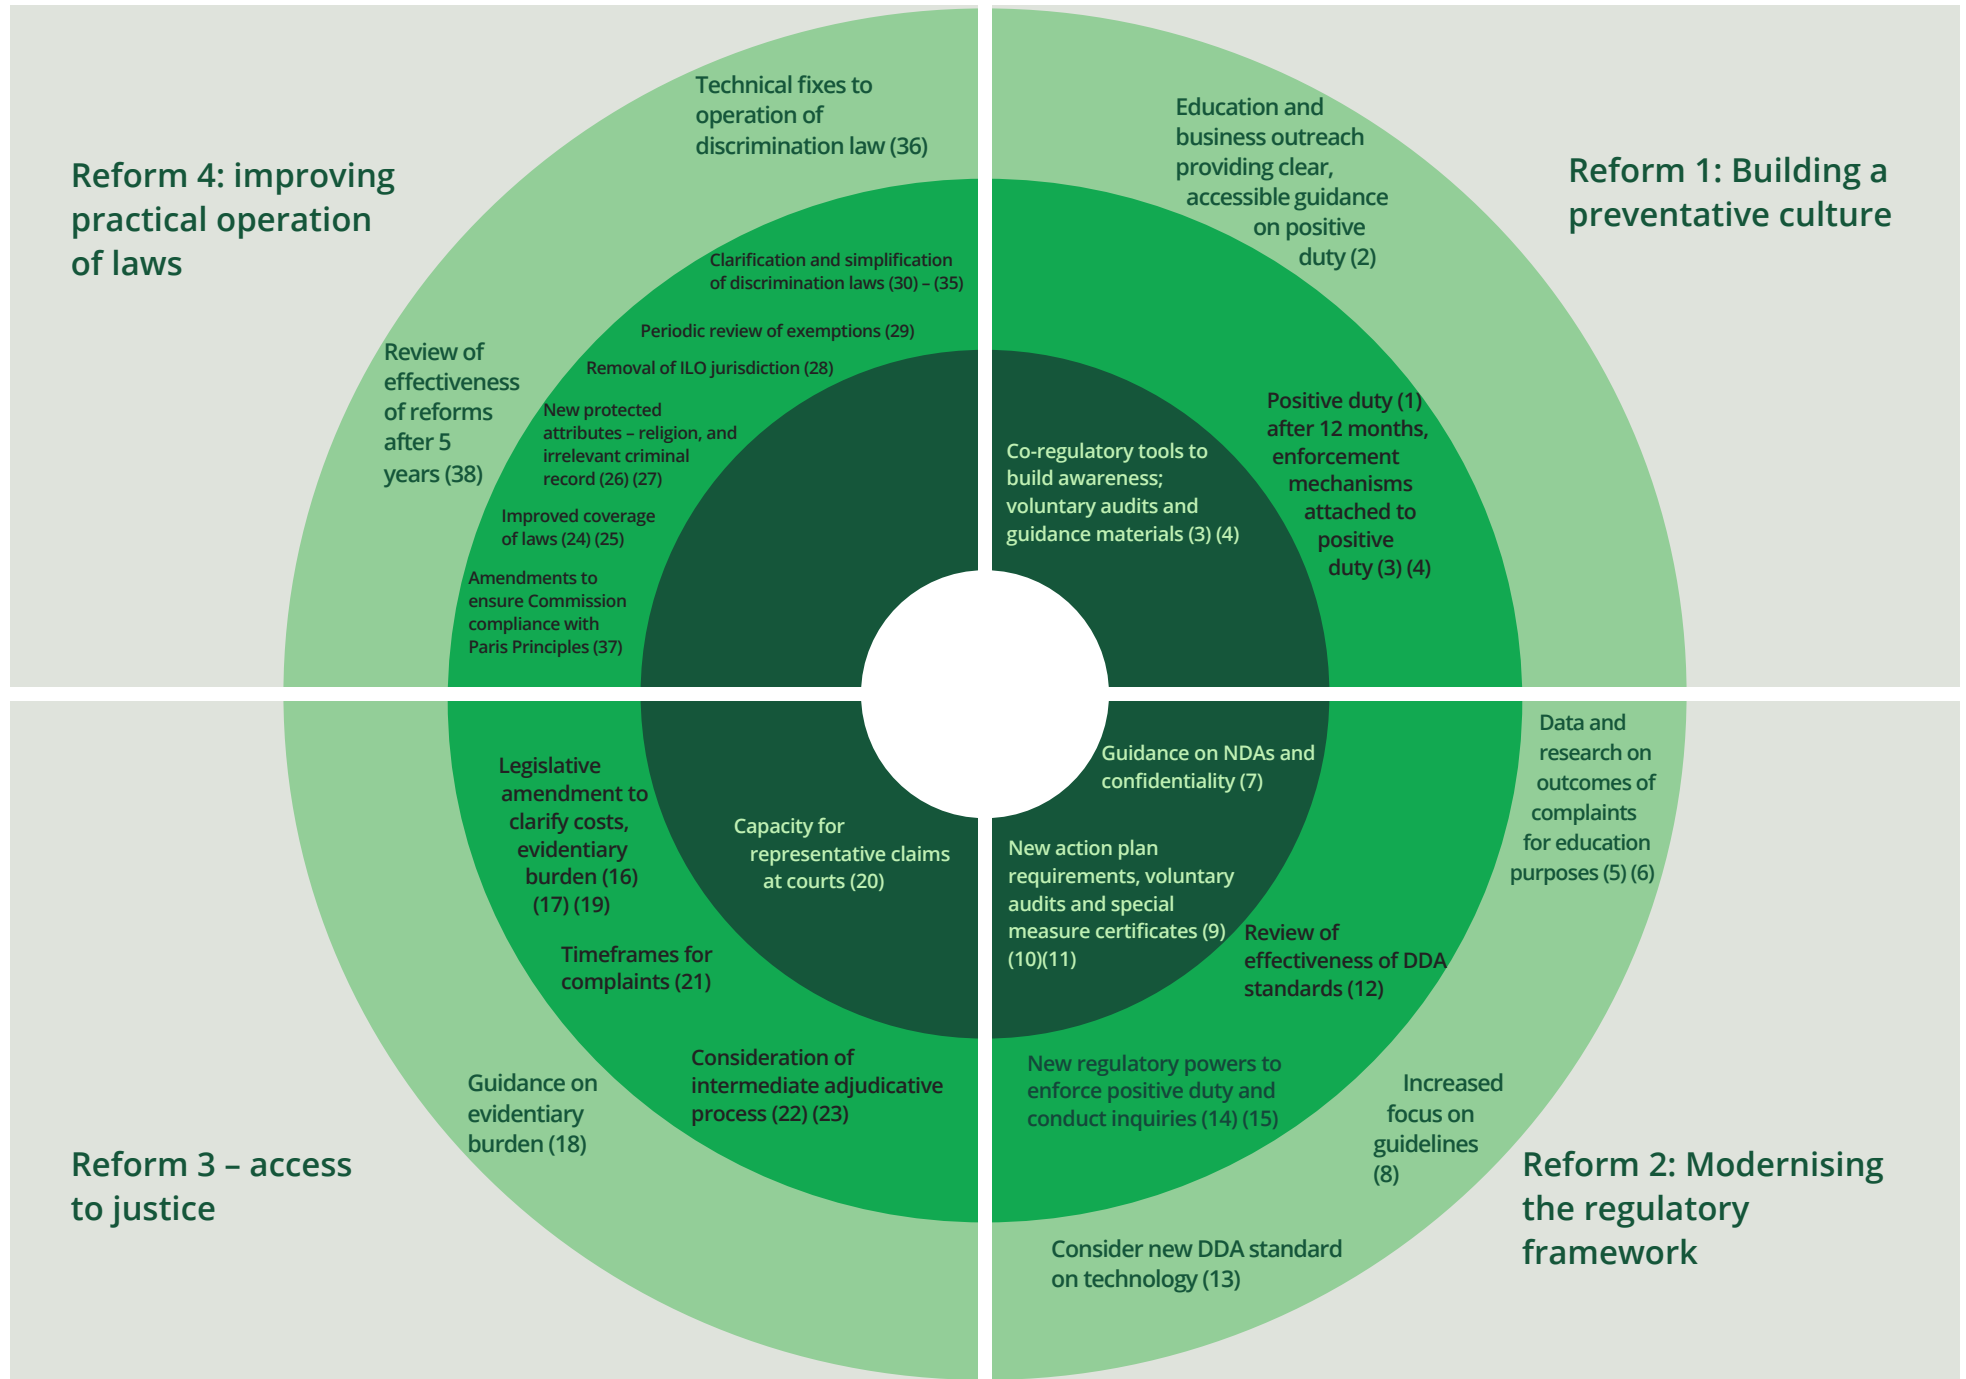 Reform 4: improving
practical operation
of laws
Technical fixes to
operation of
discrimination law (36)
Review of
effectiveness
of reforms
after 5
years (38)
Clarification and simplification
of discrimination laws (30) – (35)
Periodic review of exemptions (29)
Removal of ILO jurisdiction (28)
New protected
attributes – religion, and
irrelevant criminal
record (26) (27)
Improved coverage
of laws (24) (25)
Amendments to
ensure Commission
compliance with
Paris Principles (37)
Reform 1: Building a
preventative culture
Education and
business outreach
providing clear,
accessible guidance
on positive
duty (2)
Positive duty (1)
after 12 months,
enforcement
mechanisms
attached to
positive
duty (3) (4)
Co-regulatory tools to
build awareness;
voluntary audits and
guidance materials (3) (4)
Reform 3 – access
to justice
Legislative
amendment to
clarify costs,
evidentiary
burden (16)
(17) (19)
Timeframes for
complaints (21)
Consideration of
intermediate adjudicative
process (22) (23)
Guidance on
evidentiary
burden (18)
Capacity for
representative claims
at courts (20)
Guidance on NDAs and
confidentiality (7)
New action plan
requirements, voluntary
audits and special
measure certificates (9)
(10)(11)
Review of
effectiveness of DDA
standards (12)
New regulatory powers to
enforce positive duty and
conduct inquiries (14) (15)
Data and
research on
outcomes of
complaints
for education
purposes (5) (6)
Increased
focus on
guidelines
(8)
Consider new DDA standard
on technology (13)
Reform 2: Modernising
the regulatory
framework